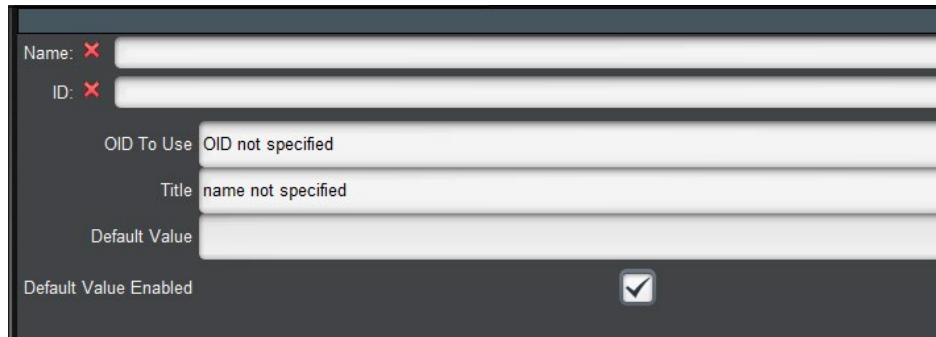 Name:
ID:
OID To Use OID not specified
Title name not specified
Default Value
Default Value Enabled